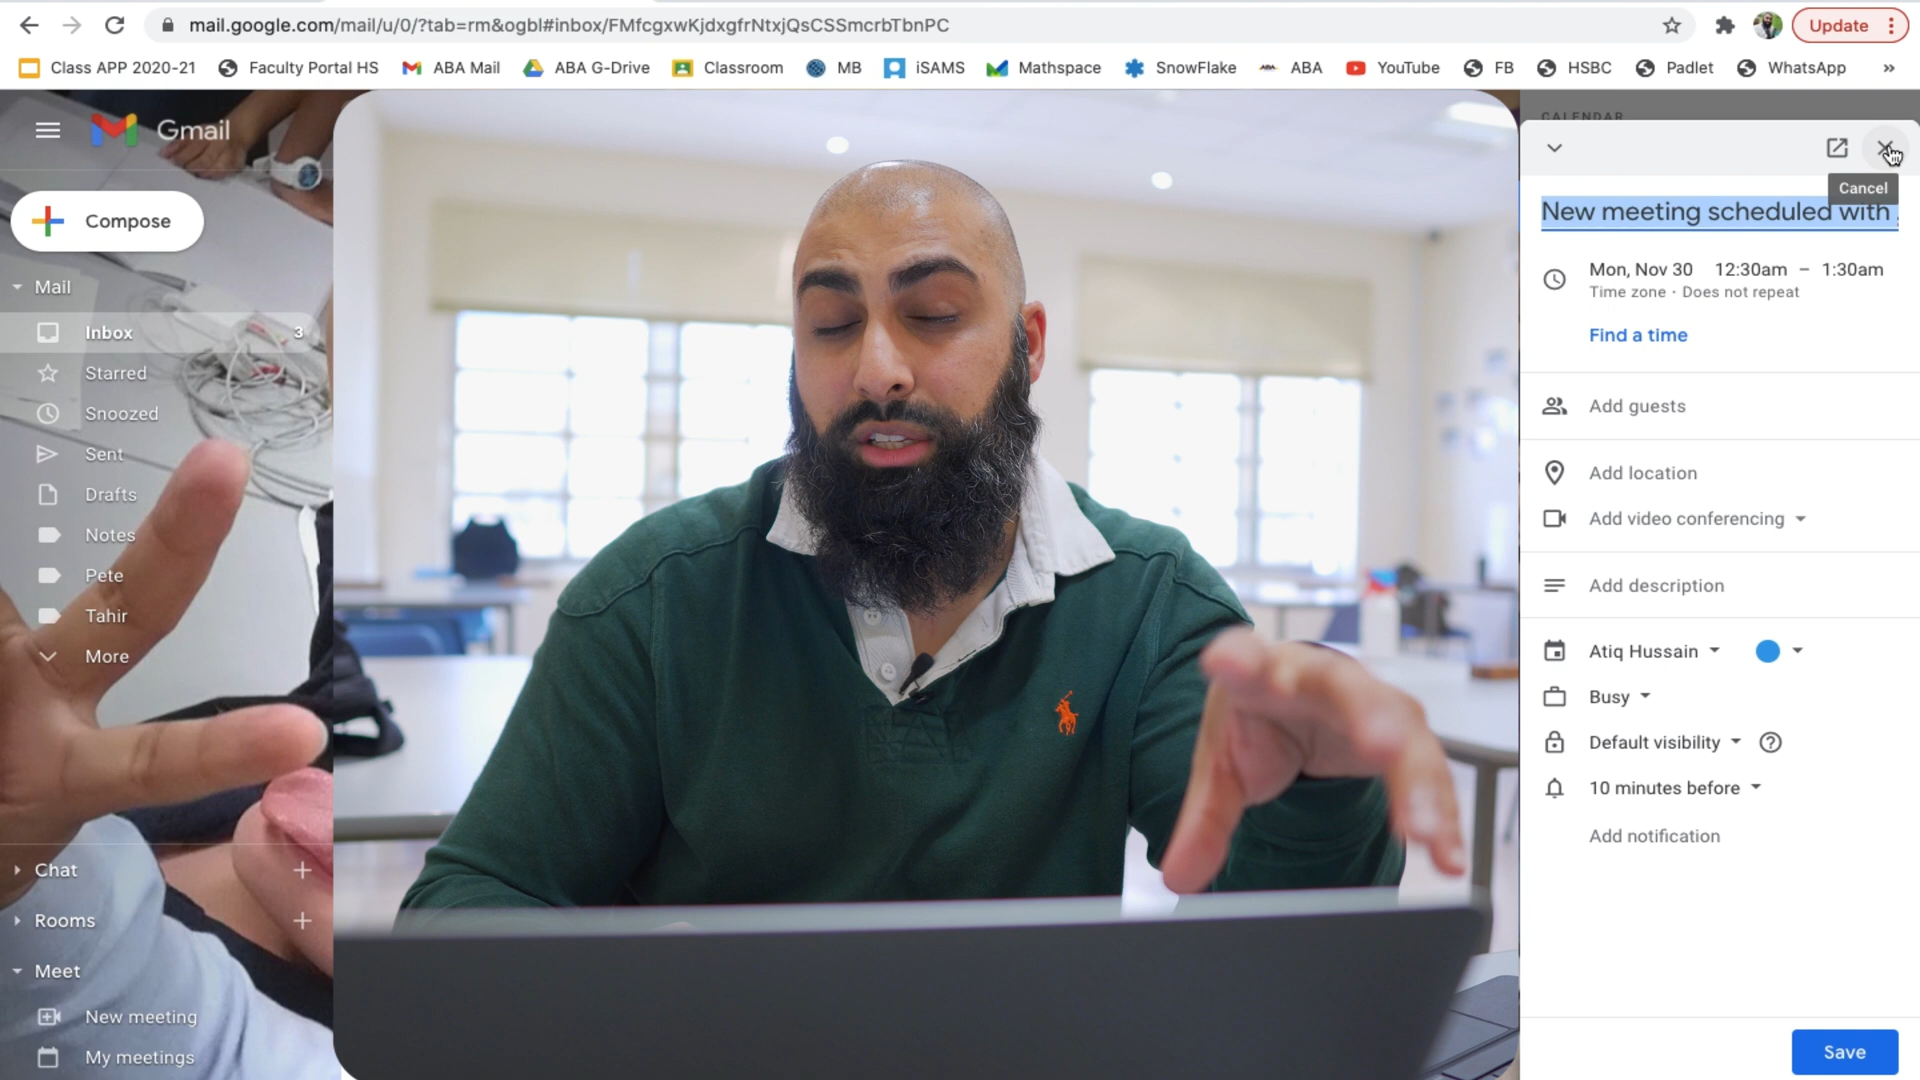 mail.google.com/mail/u/0/?tab=rm&ogbl#inbox/FMfcgxwKjdxgfrNtxjQsCSSmcrbTbnPC
Update
Class APP 2020-21 Faculty Portal HS ABA Mail ABA G-Drive Classroom MB iSAMS Mathspace SnowFlake ABA YouTube FB HSBC Padlet WhatsApp »
Gmail
Compose
Mail
Inbox 3
Starred
Snoozed
Sent
Drafts
Notes
Pete
Tahir
More
Chat
Rooms
Meet
New meeting
My meetings
CALENDAR
Cancel
New meeting scheduled with
Mon, Nov 30 12:30am – 1:30am
Time zone · Does not repeat
Find a time
Add guests
Add location
Add video conferencing
Add description
Atiq Hussain
Busy
Default visibility
10 minutes before
Add notification
Save